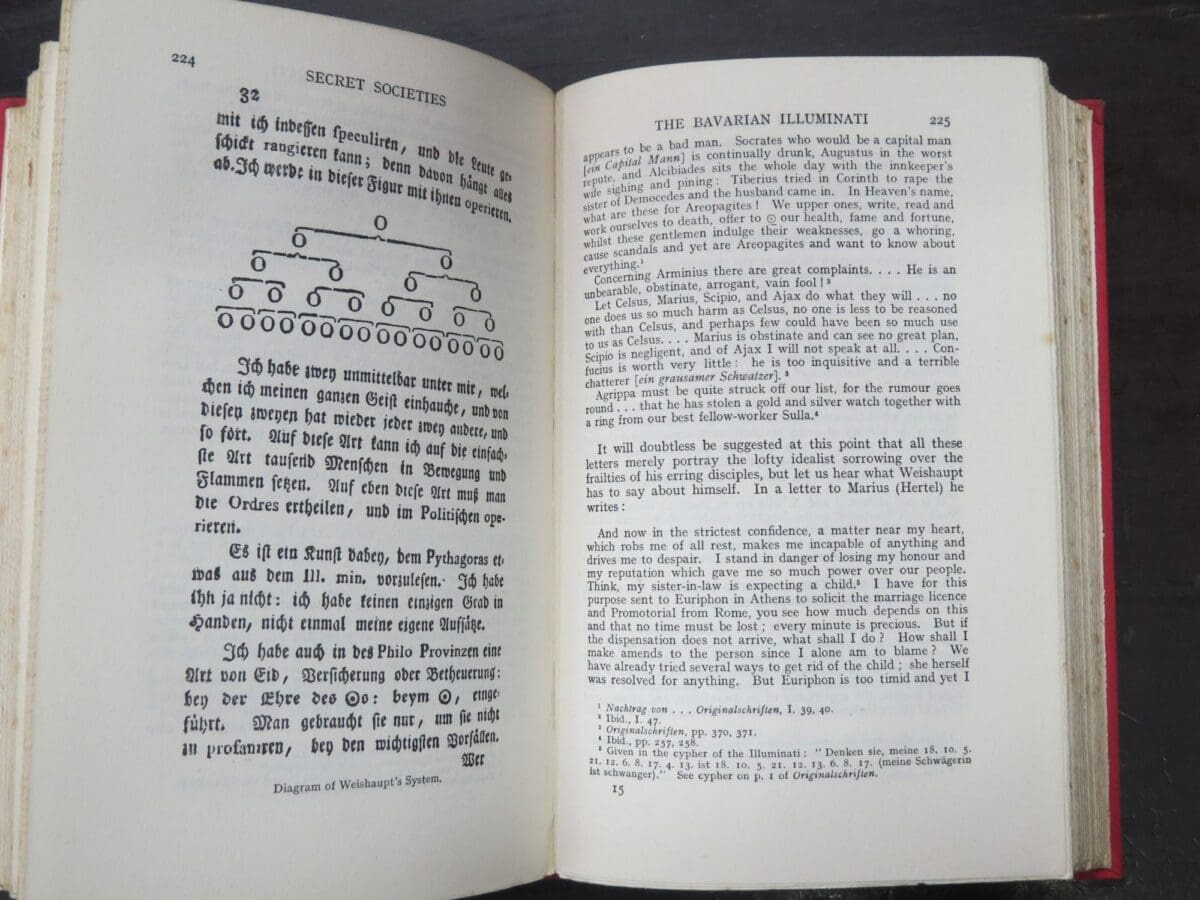 224
SECRET SOCIETIES
32
mit ich indessen speculiren, und die Leute ge-
schickt rangieren kann; denn davon hängt alles
ab. Ich werde in dieser Figur mit ihnen operieren.
O
O O
O O O O
O O O O O O O O
O O O O O O O O O O O O O O O O
Ich habe zwey unmittelbar unter mir, wel-
chen ich meinen ganzen Geist einhauche, und von
diesen zweyen hat wieder jeder zwey andere, und
so fort. Auf diese Art kann ich auf die einfach-
ste Art tausend Menschen in Bewegung und
Flammen setzen. Auf eben diese Art muß man
die Ordres ertheilen, und im Politischen ope-
rieren.
Es ist ein Kunst dabey, dem Pythagoras et-
was aus dem Ill. min. vorzulesen. Ich habe
ihn ja nicht: ich habe keinen einzigen Grad in
Handen, nicht einmal meine eigene Aufsätze.
Ich habe auch in des Philo Provinzen eine
Art von Eid, Versicherung oder Betheuerung:
bey der Ehre des ☉s: beym ☉, einge-
führt. Man gebraucht sie nur, um sie nicht
zu profaniren, bey den wichtigsten Vorfällen.
Wer
Diagram of Weishaupt's System.
THE BAVARIAN ILLUMINATI 225
appears to be a bad man. Socrates who would be a capital man
[ein Capital Mann] is continually drunk, Augustus in the worst
repute, and Alcibiades sits the whole day with the innkeeper's
wife sighing and pining : Tiberius tried in Corinth to rape the
sister of Democedes and the husband came in. In Heaven's name,
what are these for Areopagites ! We upper ones, write, read and
work ourselves to death, offer to ☉ our health, fame and fortune,
whilst these gentlemen indulge their weaknesses, go a whoring,
cause scandals and yet are Areopagites and want to know about
everything.¹
Concerning Arminius there are great complaints. . . . He is an
unbearable, obstinate, arrogant, vain fool !²
Let Celsus, Marius, Scipio, and Ajax do what they will . . . no
one does us so much harm as Celsus, no one is less to be reasoned
with than Celsus, and perhaps few could have been so much use
to us as Celsus. . . . Marius is obstinate and can see no great plan,
Scipio is negligent, and of Ajax I will not speak at all. . . . Con-
fucius is worth very little : he is too inquisitive and a terrible
chatterer [ein grausamer Schwatzer]. ³
Agrippa must be quite struck off our list, for the rumour goes
round . . . that he has stolen a gold and silver watch together with
a ring from our best fellow-worker Sulla.⁴
It will doubtless be suggested at this point that all these
letters merely portray the lofty idealist sorrowing over the
frailties of his erring disciples, but let us hear what Weishaupt
has to say about himself. In a letter to Marius (Hertel) he
writes :
And now in the strictest confidence, a matter near my heart,
which robs me of all rest, makes me incapable of anything and
drives me to despair. I stand in danger of losing my honour and
my reputation which gave me so much power over our people.
Think, my sister-in-law is expecting a child.⁵ I have for this
purpose sent to Euriphon in Athens to solicit the marriage licence
and Promotorial from Rome, you see how much depends on this
and that no time must be lost ; every minute is precious. But if
the dispensation does not arrive, what shall I do ? How shall I
make amends to the person since I alone am to blame ? We
have already tried several ways to get rid of the child ; she herself
was resolved for anything. But Euriphon is too timid and yet I
¹ Nachtrag von . . . Originalschriften, I. 39, 40.
² Ibid., I. 47.
³ Originalschriften, pp. 370, 371.
⁴ Ibid., pp. 257, 258.
⁵ Given in the cypher of the Illuminati : " Denken sie, meine 18. 10. 5.
21. 12. 6. 8. 17. 4. 13. ist 18. 10. 5. 21. 12. 13. 6. 8. 17. (meine Schwägerin
ist schwanger)." See cypher on p. 1 of Originalschriften.
15